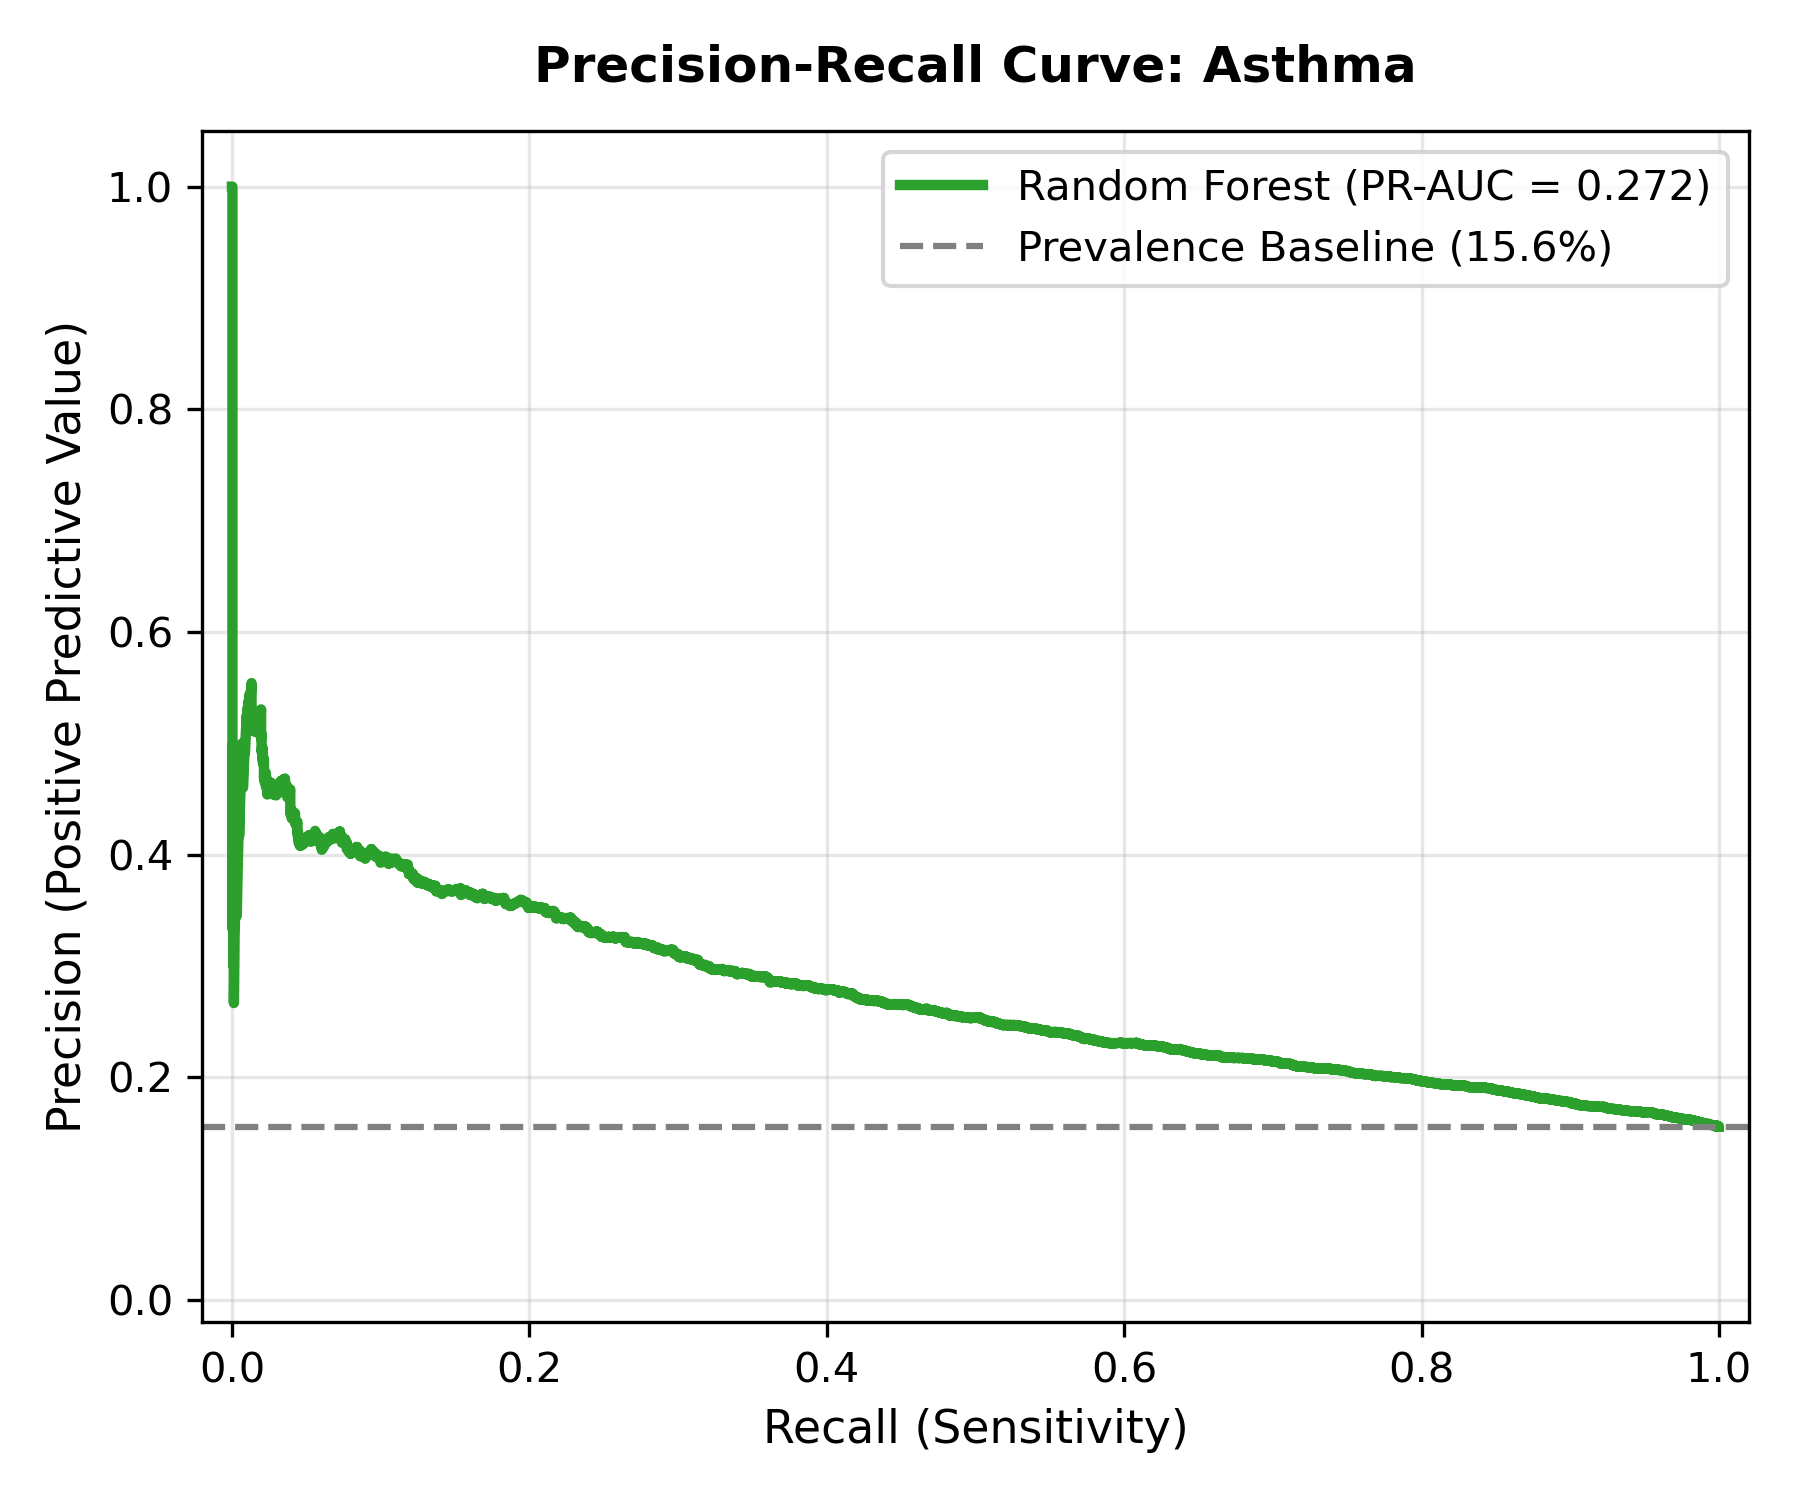 Precision-Recall Curve: Asthma
Random Forest (PR-AUC = 0.272)
Prevalence Baseline (15.6%)
Precision (Positive Predictive Value)
1.0
0.8
0.6
0.4
0.2
0.0
0.0 0.2 0.4 0.6 0.8 1.0
Recall (Sensitivity)